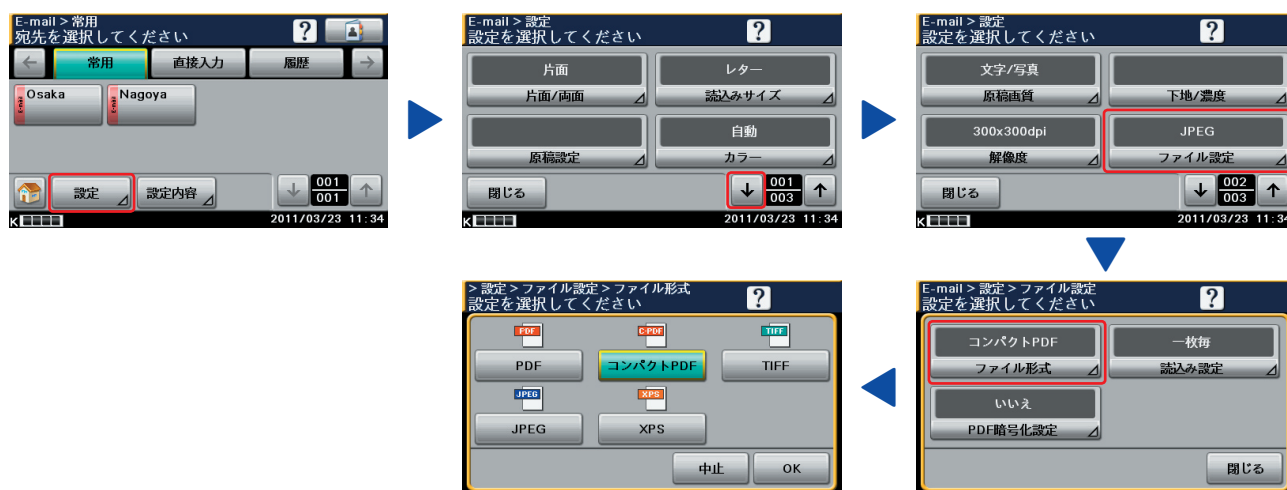 E-mail > 常用
宛先を選択してください
?
← 常用 直接入力 履歴 →
Osaka Nagoya
E-mail E-mail
設定 設定内容 ↓ 001/001 ↑
K 2011/03/23 11:34
E-mail > 設定
設定を選択してください
?
片面 レター
片面/両面 読込みサイズ
自動
原稿設定 カラー
閉じる ↓ 001/003 ↑
K 2011/03/23 11:34
E-mail > 設定
設定を選択してください
?
文字/写真
原稿画質 下地/濃度
300x300dpi JPEG
解像度 ファイル設定
閉じる ↓ 002/003 ↑
K 2011/03/23 11:34
E-mail > 設定 > ファイル設定
設定を選択してください
?
コンパクトPDF 一枚毎
ファイル形式 読込み設定
いいえ
PDF暗号化設定
閉じる
> 設定 > ファイル設定 > ファイル形式
設定を選択してください
?
PDF C-PDF TIFF
PDF コンパクトPDF TIFF
JPEG XPS
JPEG XPS
中止 OK